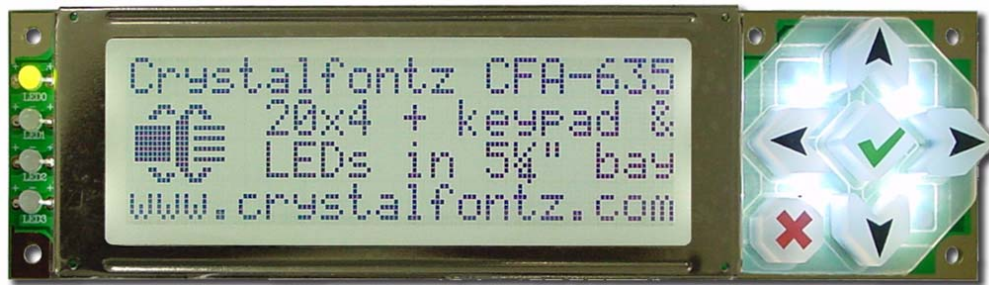 Crystalfontz CFA-635
20x4 + keypad &
LEDs in 5¼" bay
www.crystalfontz.com
LED0
LED1
LED2
LED3